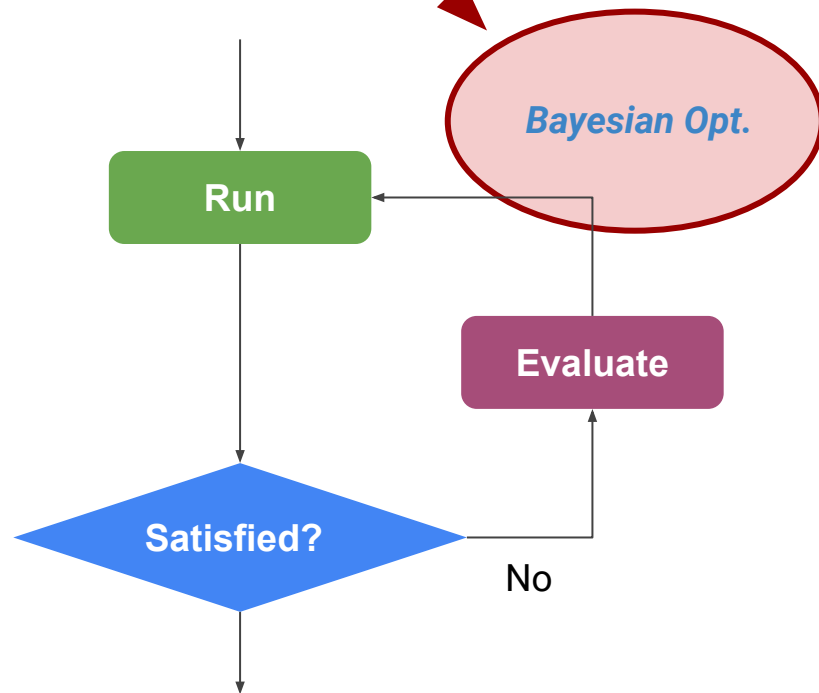 Bayesian Opt.
Run
Evaluate
Satisfied?
No